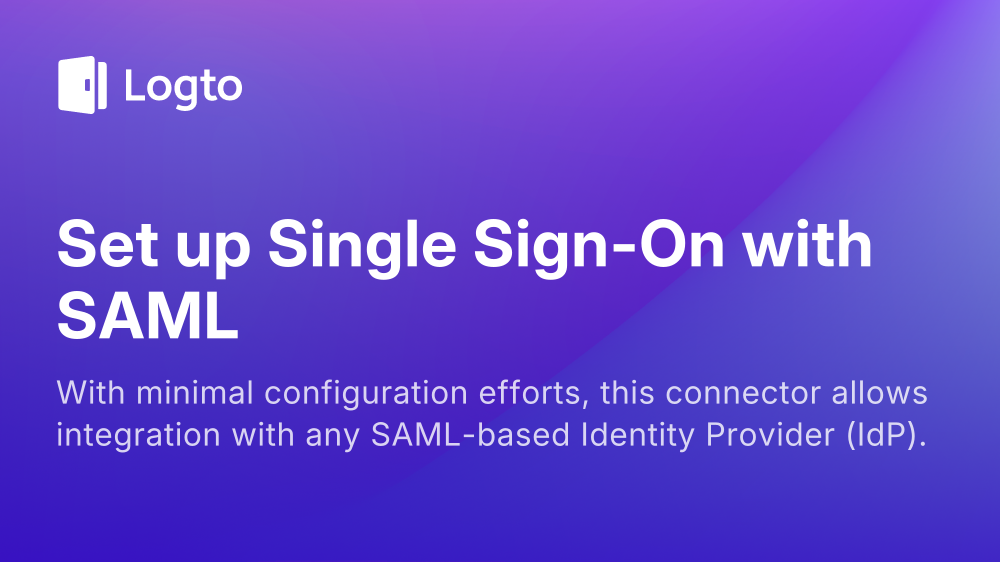 Logto
Set up Single Sign-On with
SAML
With minimal configuration efforts, this connector allows
integration with any SAML-based Identity Provider (IdP).